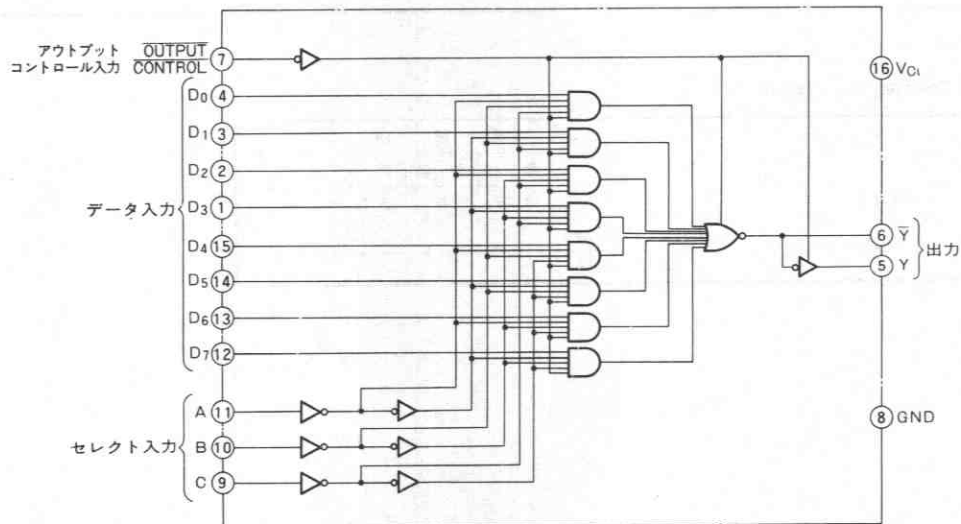 アウトプット
コントロール入力
OUTPUT
CONTROL
7
データ入力
D0 4
D1 3
D2 2
D3 1
D4 15
D5 14
D6 13
D7 12
セレクト入力
A 11
B 10
C 9
16
8 GND
6 Y̅
5 Y
出力